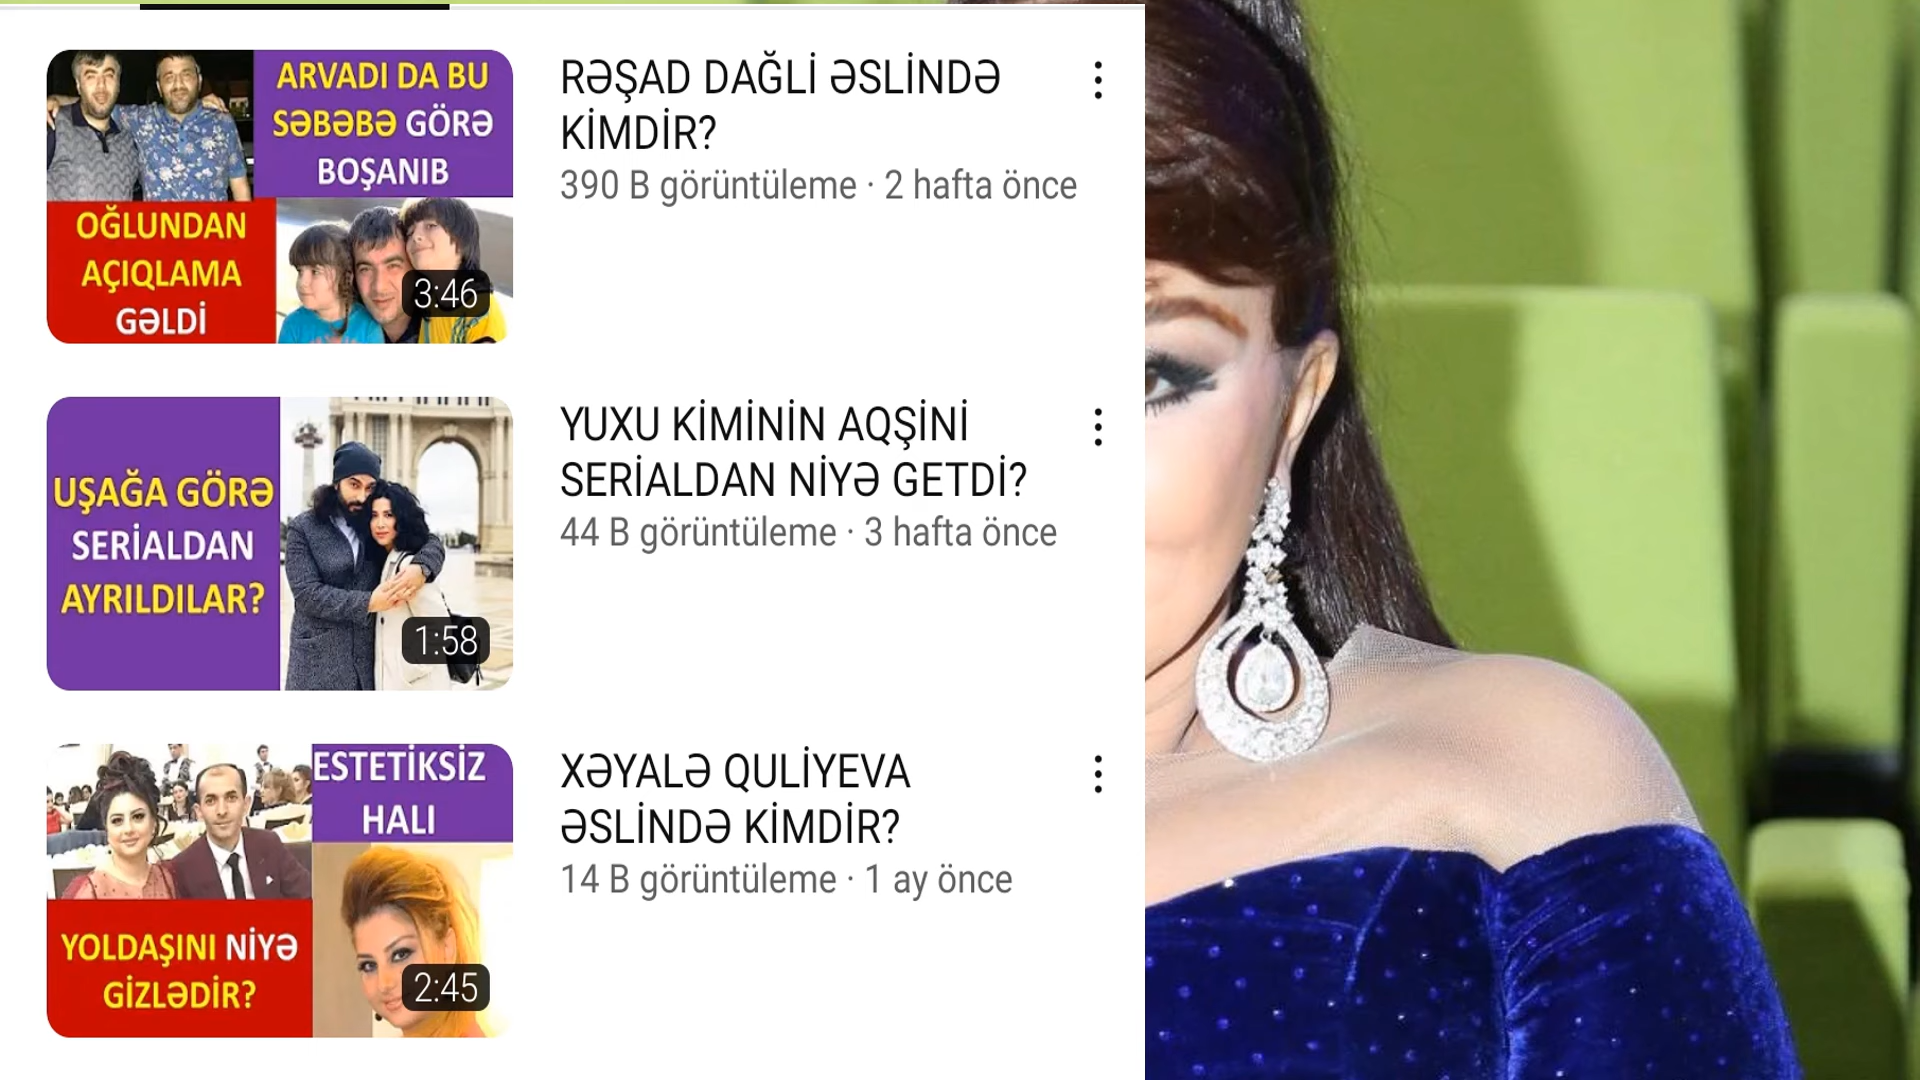 ARVADI DA BU
SƏBƏBƏ GÖRƏ
BOŞANIB
OĞLUNDAN
AÇIQLAMA
GƏLDİ
3:46
RƏŞAD DAĞLİ ƏSLİNDƏ
KİMDİR?
390 B görüntüleme · 2 hafta önce
UŞAĞA GÖRƏ
SERİALDAN
AYRILDILAR?
1:58
YUXU KİMİNİN AQŞİNİ
SERİALDAN NİYƏ GETDİ?
44 B görüntüleme · 3 hafta önce
ESTETİKSİZ
HALI
YOLDAŞINI NİYƏ
GİZLƏDİR?
2:45
XƏYALƏ QULİYEVA
ƏSLİNDƏ KİMDİR?
14 B görüntüleme · 1 ay önce